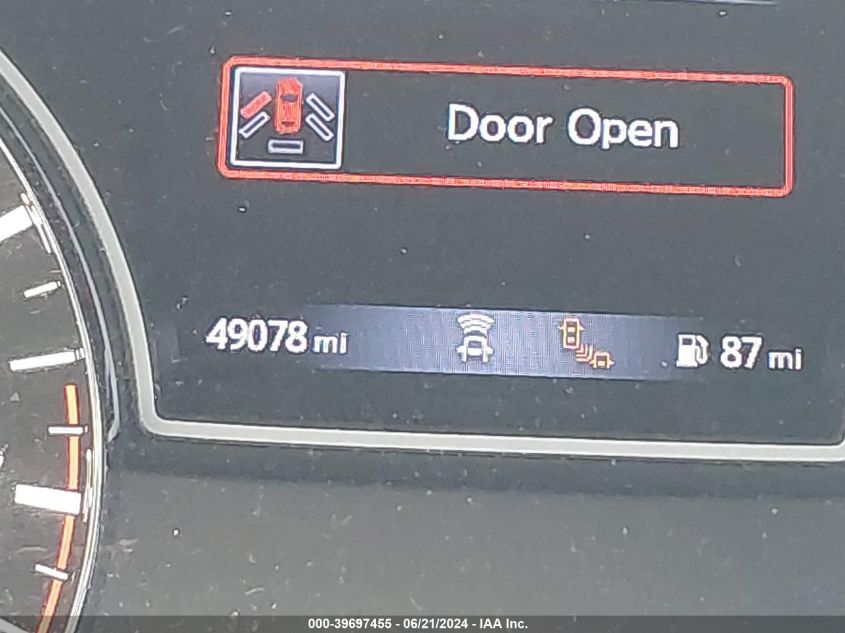 Door Open
49078 mi 87 mi
000-39697455 - 06/21/2024 - IAA Inc.